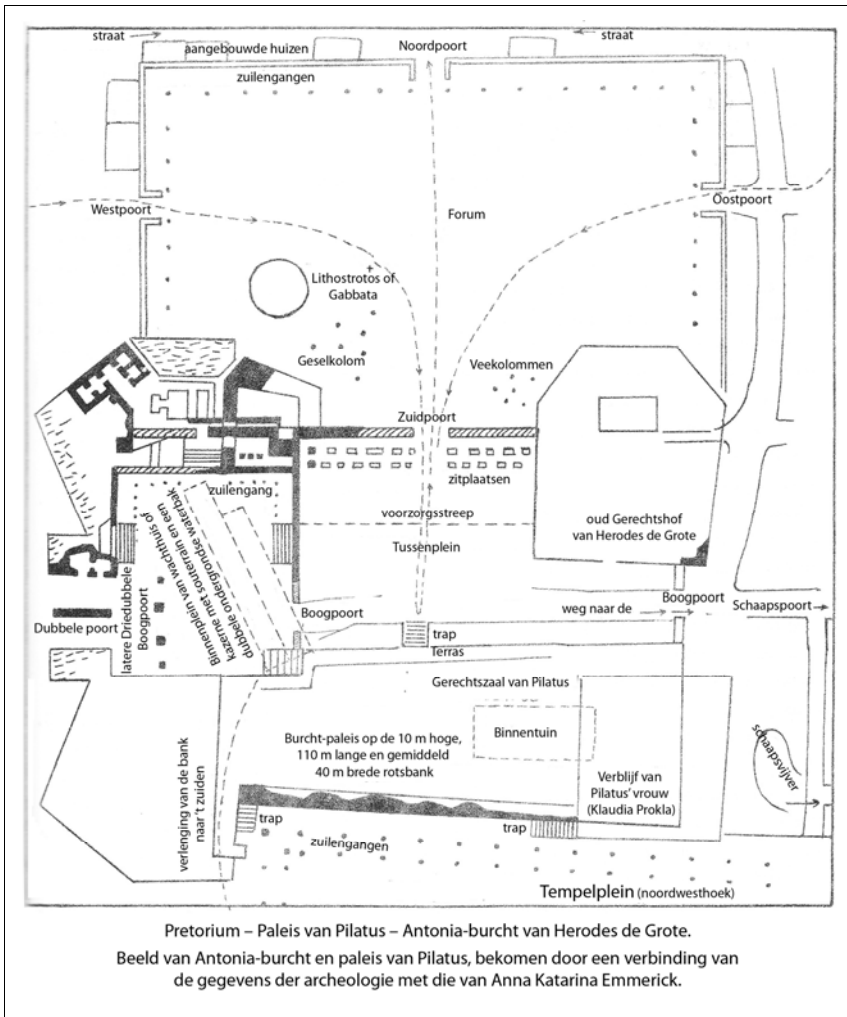 straat
straat
aangebouwde huizen
Noordpoort
zuilengangen
Westpoort
Oostpoort
Forum
Lithostrotos of
Gabbata
Geselkolom
Veekolommen
Zuidpoort
zuilengang
zitplaatsen
voorzorgsstreep
Tussenplein
oud Gerechtshof
van Herodes de Grote
Binnenplein van wachthuis of
kazerne met souterrain en een
dubbele ondergrondse waterbak
latere Driedubbele
Boogpoort
Dubbele poort
Boogpoort
Boogpoort
weg naar de
Schaapspoort
trap
Terras
Gerechtszaal van Pilatus
Binnentuin
Burcht-paleis op de 10 m hoge,
110 m lange en gemiddeld
40 m brede rotsbank
Verblijf van
Pilatus' vrouw
(Klaudia Prokla)
schaapsvijver
verlenging van de bank
naar 't zuiden
trap
trap
zuilengangen
Tempelplein (noordwesthoek)
Pretorium – Paleis van Pilatus – Antonia-burcht van Herodes de Grote.
Beeld van Antonia-burcht en paleis van Pilatus, bekomen door een verbinding van
de gegevens der archeologie met die van Anna Katarina Emmerick.